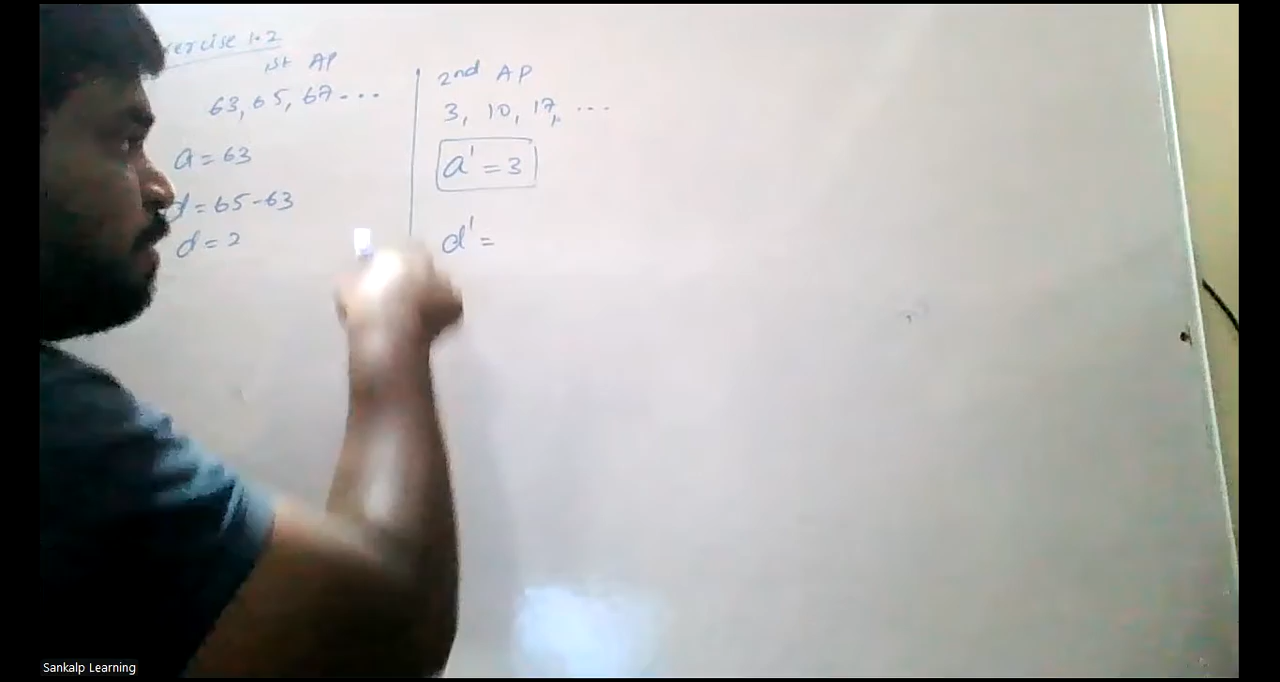 ercise 1.2
1st AP
63, 65, 67 ...
a = 63
d = 65-63
d = 2
2nd AP
3, 10, 17, ...
a' = 3
d' =
Sankalp Learning